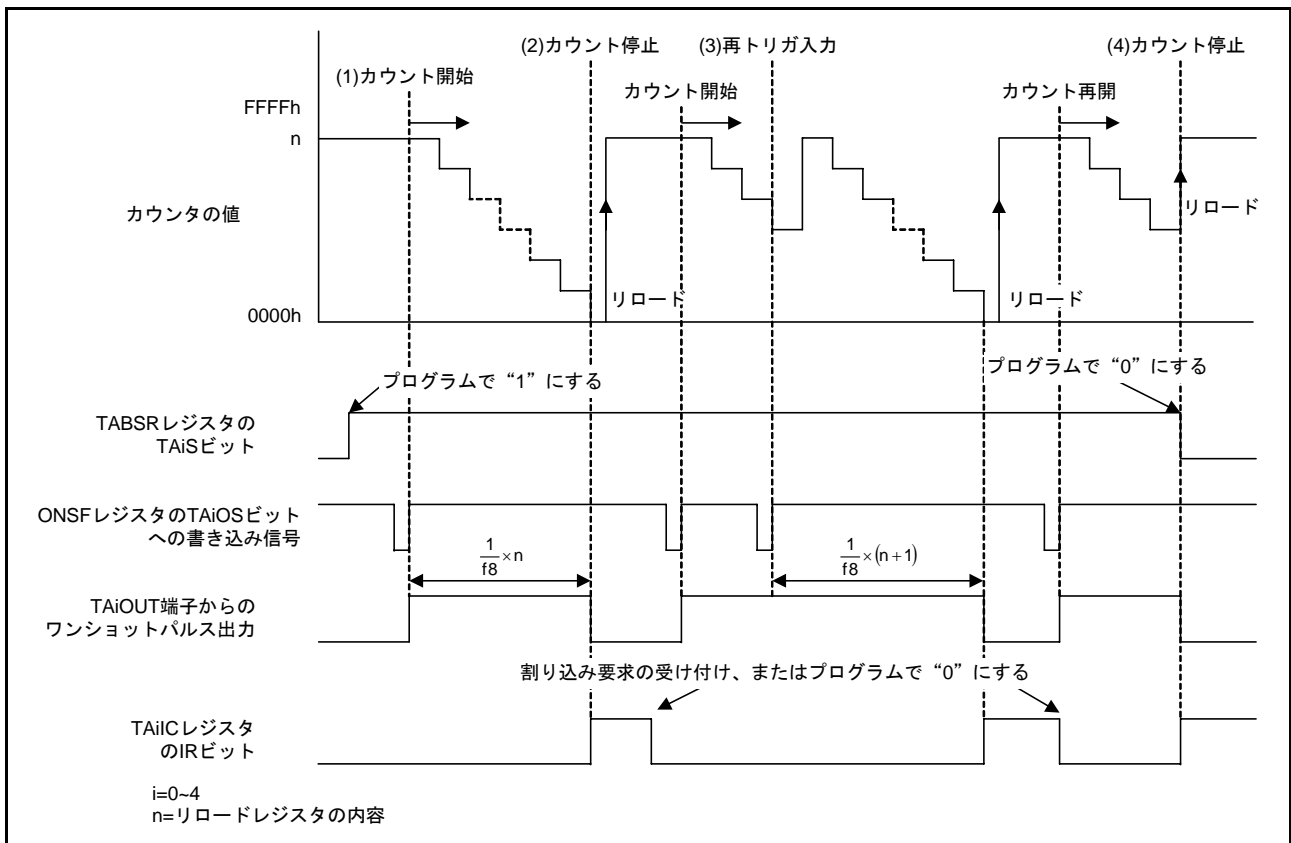 (2)カウント停止
(3)再トリガ入力
(4)カウント停止
(1)カウント開始
カウント開始
カウント再開
FFFFh
n
カウンタの値
リロード
リロード
リロード
0000h
プログラムで“1”にする
プログラムで“0”にする
TABSRレジスタの
TAiSビット
ONSFレジスタのTAiOSビット
への書き込み信号
1/f8 ×n
1/f8 ×(n+1)
TAiOUT端子からの
ワンショットパルス出力
割り込み要求の受け付け、またはプログラムで“0”にする
TAiICレジスタ
のIRビット
i=0~4
n=リロードレジスタの内容